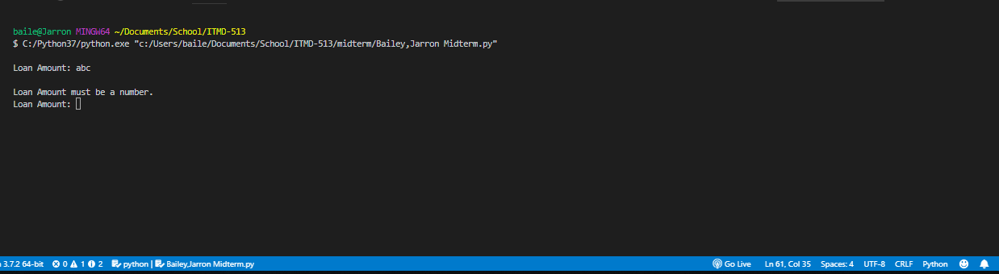 baile@Jarron MINGW64 ~/Documents/School/ITMD-513
$ C:/Python37/python.exe "c:/Users/baile/Documents/School/ITMD-513/midterm/Bailey,Jarron Midterm.py"
Loan Amount: abc
Loan Amount must be a number.
Loan Amount:
3.7.2 64-bit 0 1 2 python | Bailey,Jarron Midterm.py Go Live Ln 61, Col 35 Spaces: 4 UTF-8 CRLF Python